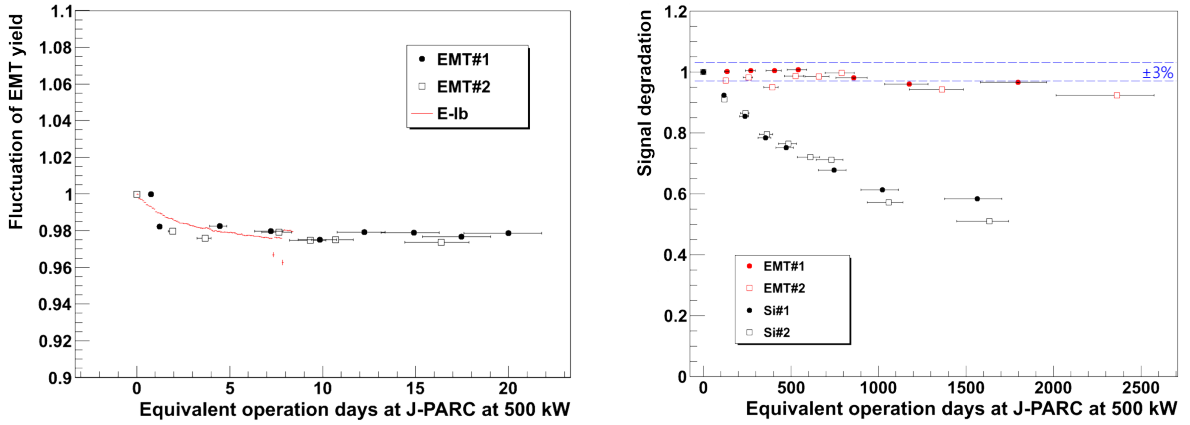 Fluctuation of EMT yield
1.1
1.08
1.06
1.04
1.02
1
0.98
0.96
0.94
0.92
0.9
EMT#1
EMT#2
E-lb
0 5 10 15 20
Equivalent operation days at J-PARC at 500 kW
Signal degradation
1.2
1
0.8
0.6
0.4
0.2
0
±3%
EMT#1
EMT#2
Si#1
Si#2
0 500 1000 1500 2000 2500
Equivalent operation days at J-PARC at 500 kW